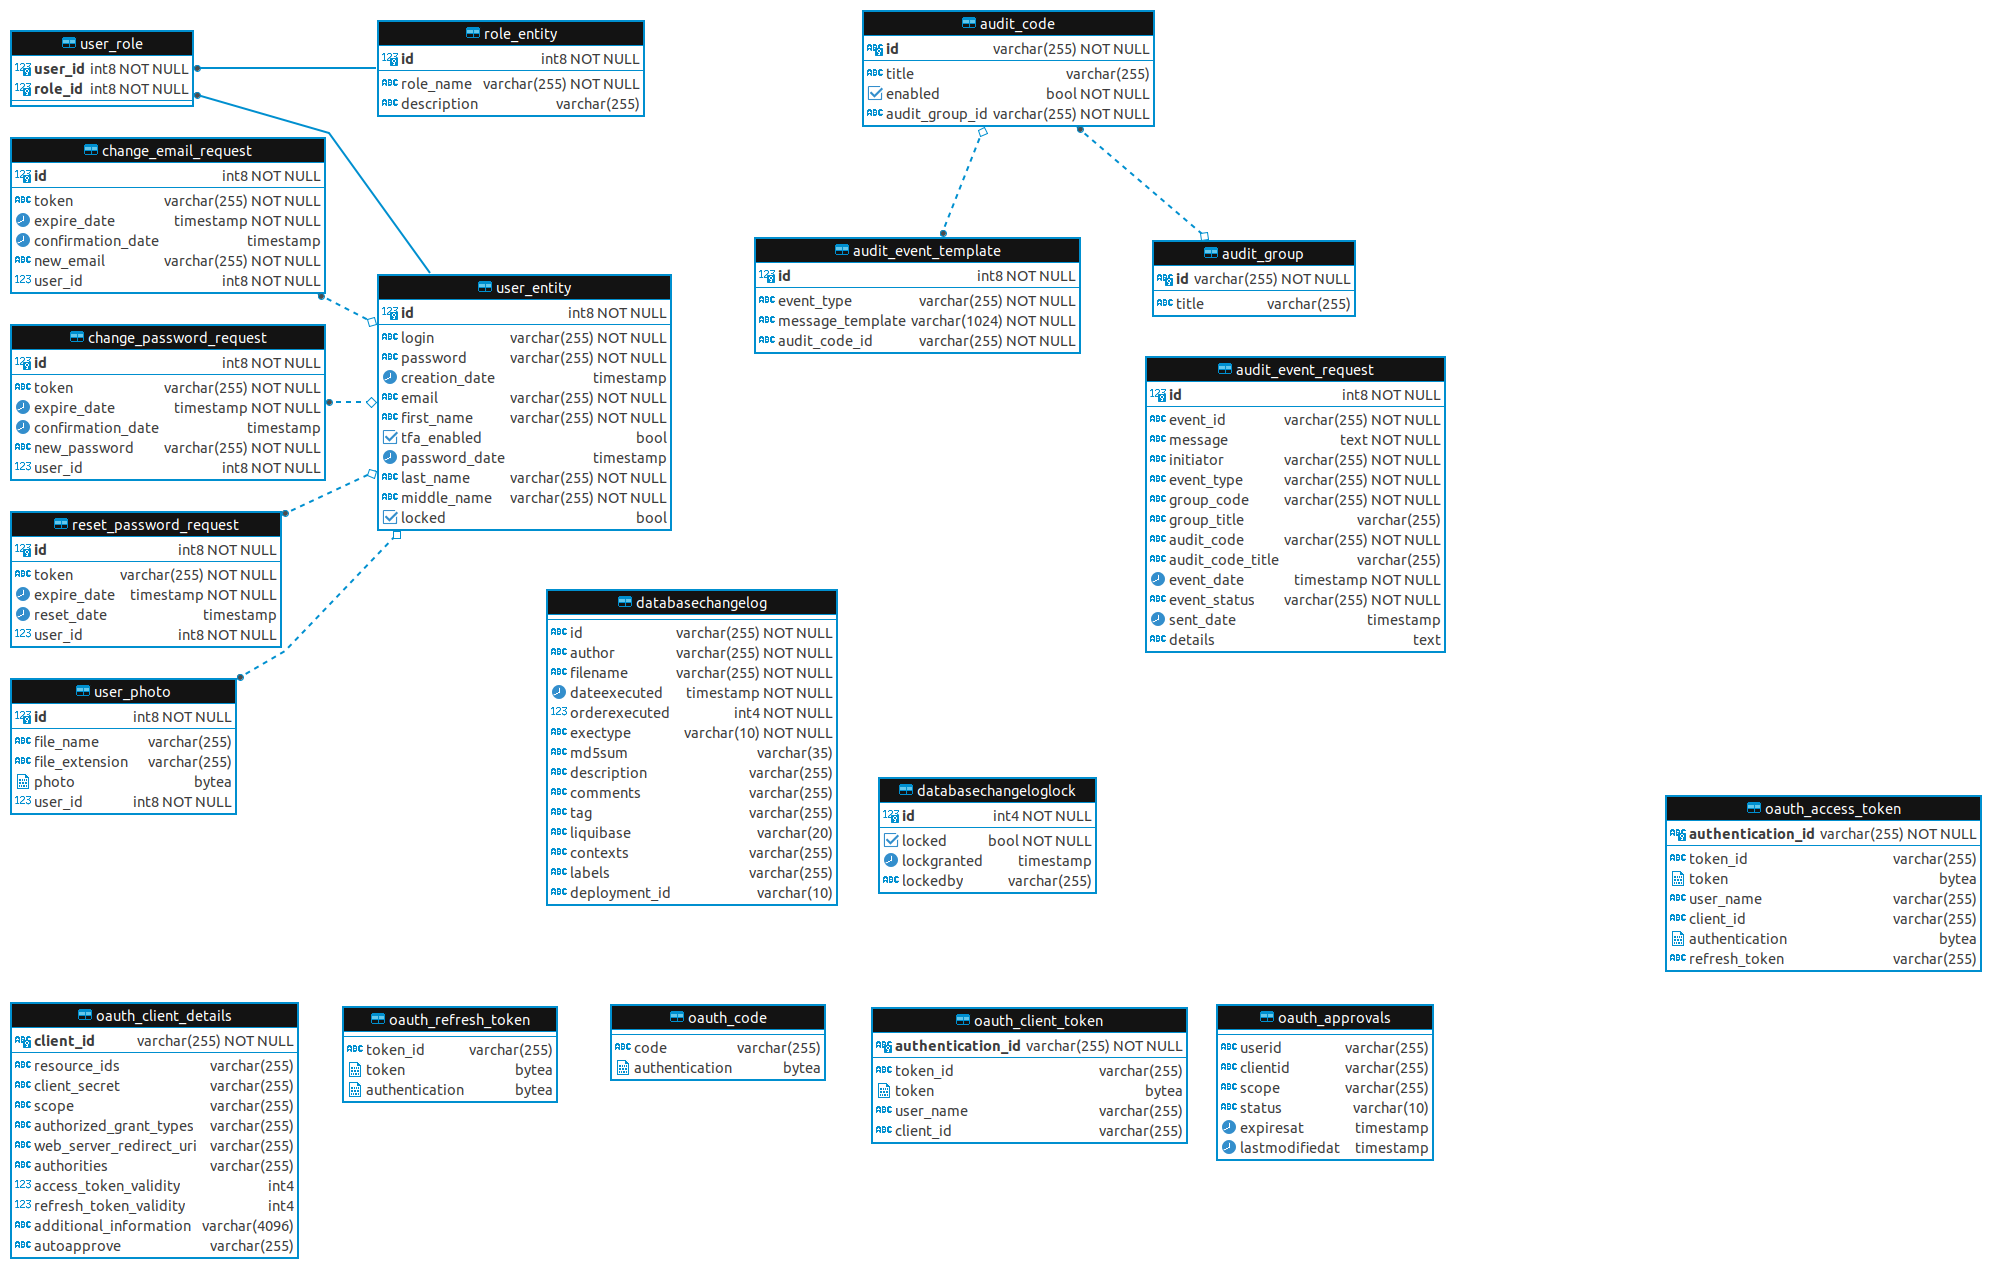 user_role
user_id int8 NOT NULL
role_id int8 NOT NULL
role_entity
id int8 NOT NULL
role_name varchar(255) NOT NULL
description varchar(255)
audit_code
id varchar(255) NOT NULL
title varchar(255)
enabled bool NOT NULL
audit_group_id varchar(255) NOT NULL
change_email_request
id int8 NOT NULL
token varchar(255) NOT NULL
expire_date timestamp NOT NULL
confirmation_date timestamp
new_email varchar(255) NOT NULL
user_id int8 NOT NULL
audit_event_template
id int8 NOT NULL
event_type varchar(255) NOT NULL
message_template varchar(1024) NOT NULL
audit_code_id varchar(255) NOT NULL
audit_group
id varchar(255) NOT NULL
title varchar(255)
user_entity
id int8 NOT NULL
login varchar(255) NOT NULL
password varchar(255) NOT NULL
creation_date timestamp
email varchar(255) NOT NULL
first_name varchar(255) NOT NULL
tfa_enabled bool
password_date timestamp
last_name varchar(255) NOT NULL
middle_name varchar(255) NOT NULL
locked bool
change_password_request
id int8 NOT NULL
token varchar(255) NOT NULL
expire_date timestamp NOT NULL
confirmation_date timestamp
new_password varchar(255) NOT NULL
user_id int8 NOT NULL
audit_event_request
id int8 NOT NULL
event_id varchar(255) NOT NULL
message text NOT NULL
initiator varchar(255) NOT NULL
event_type varchar(255) NOT NULL
group_code varchar(255) NOT NULL
group_title varchar(255)
audit_code varchar(255) NOT NULL
audit_code_title varchar(255)
event_date timestamp NOT NULL
event_status varchar(255) NOT NULL
sent_date timestamp
details text
reset_password_request
id int8 NOT NULL
token varchar(255) NOT NULL
expire_date timestamp NOT NULL
reset_date timestamp
user_id int8 NOT NULL
databasechangelog
id varchar(255) NOT NULL
author varchar(255) NOT NULL
filename varchar(255) NOT NULL
dateexecuted timestamp NOT NULL
orderexecuted int4 NOT NULL
exectype varchar(10) NOT NULL
md5sum varchar(35)
description varchar(255)
comments varchar(255)
tag varchar(255)
liquibase varchar(20)
contexts varchar(255)
labels varchar(255)
deployment_id varchar(10)
user_photo
id int8 NOT NULL
file_name varchar(255)
file_extension varchar(255)
photo bytea
user_id int8 NOT NULL
databasechangeloglock
id int4 NOT NULL
locked bool NOT NULL
lockgranted timestamp
lockedby varchar(255)
oauth_access_token
authentication_id varchar(255) NOT NULL
token_id varchar(255)
token bytea
user_name varchar(255)
client_id varchar(255)
authentication bytea
refresh_token varchar(255)
oauth_client_details
client_id varchar(255) NOT NULL
resource_ids varchar(255)
client_secret varchar(255)
scope varchar(255)
authorized_grant_types varchar(255)
web_server_redirect_uri varchar(255)
authorities varchar(255)
access_token_validity int4
refresh_token_validity int4
additional_information varchar(4096)
autoapprove varchar(255)
oauth_refresh_token
token_id varchar(255)
token bytea
authentication bytea
oauth_code
code varchar(255)
authentication bytea
oauth_client_token
authentication_id varchar(255) NOT NULL
token_id varchar(255)
token bytea
user_name varchar(255)
client_id varchar(255)
oauth_approvals
userid varchar(255)
clientid varchar(255)
scope varchar(255)
status varchar(10)
expiresat timestamp
lastmodifiedat timestamp